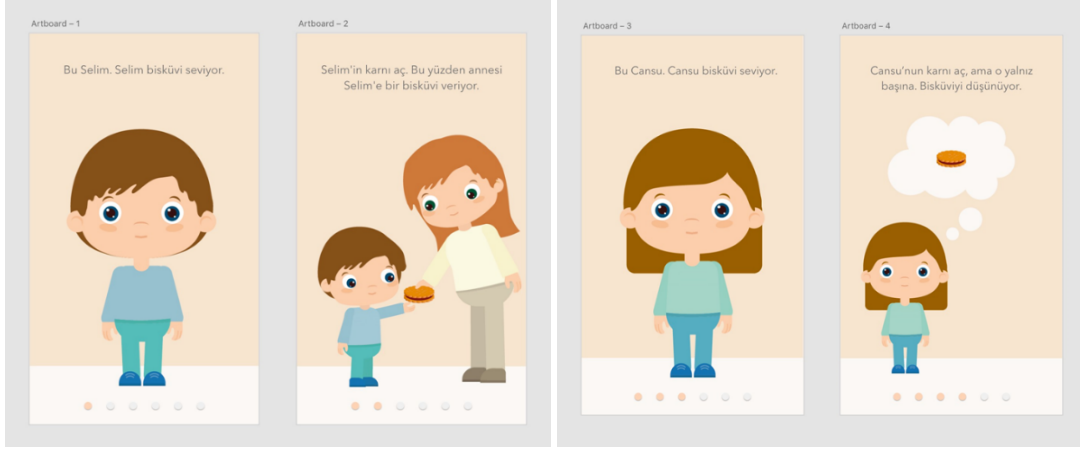 Artboard – 1
Bu Selim. Selim bisküvi seviyor.
Artboard – 2
Selim'in karnı aç. Bu yüzden annesi
Selim'e bir bisküvi veriyor.
Artboard – 3
Bu Cansu. Cansu bisküvi seviyor.
Artboard – 4
Cansu'nun karnı aç, ama o yalnız
başına. Bisküviyi düşünüyor.